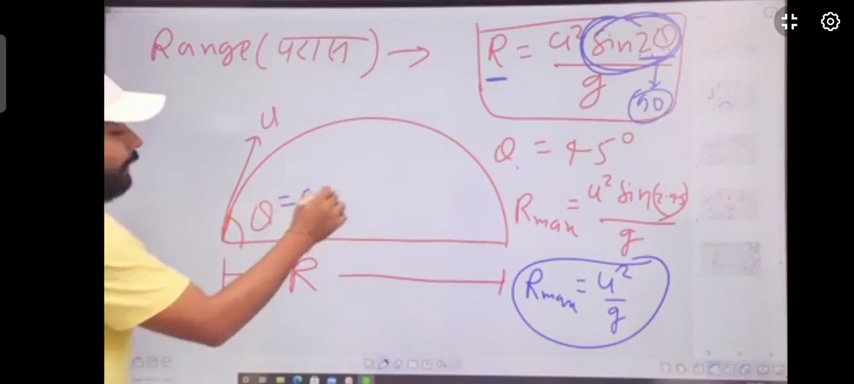 Range (परास) → R = u² sin2θ / g
90
u
θ = 45°
θ =
Rmax = u² sin(2·45) / g
R
Rmax = u² / g